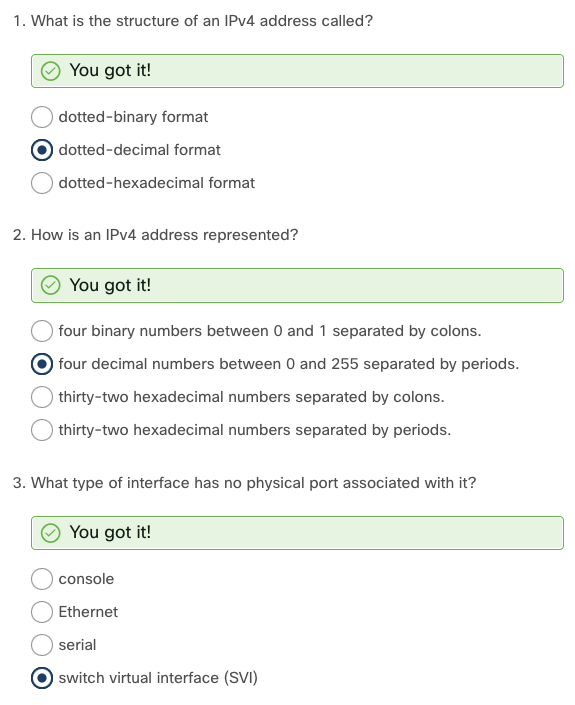 1. What is the structure of an IPv4 address called?
You got it!
dotted-binary format
dotted-decimal format
dotted-hexadecimal format
2. How is an IPv4 address represented?
You got it!
four binary numbers between 0 and 1 separated by colons.
four decimal numbers between 0 and 255 separated by periods.
thirty-two hexadecimal numbers separated by colons.
thirty-two hexadecimal numbers separated by periods.
3. What type of interface has no physical port associated with it?
You got it!
console
Ethernet
serial
switch virtual interface (SVI)